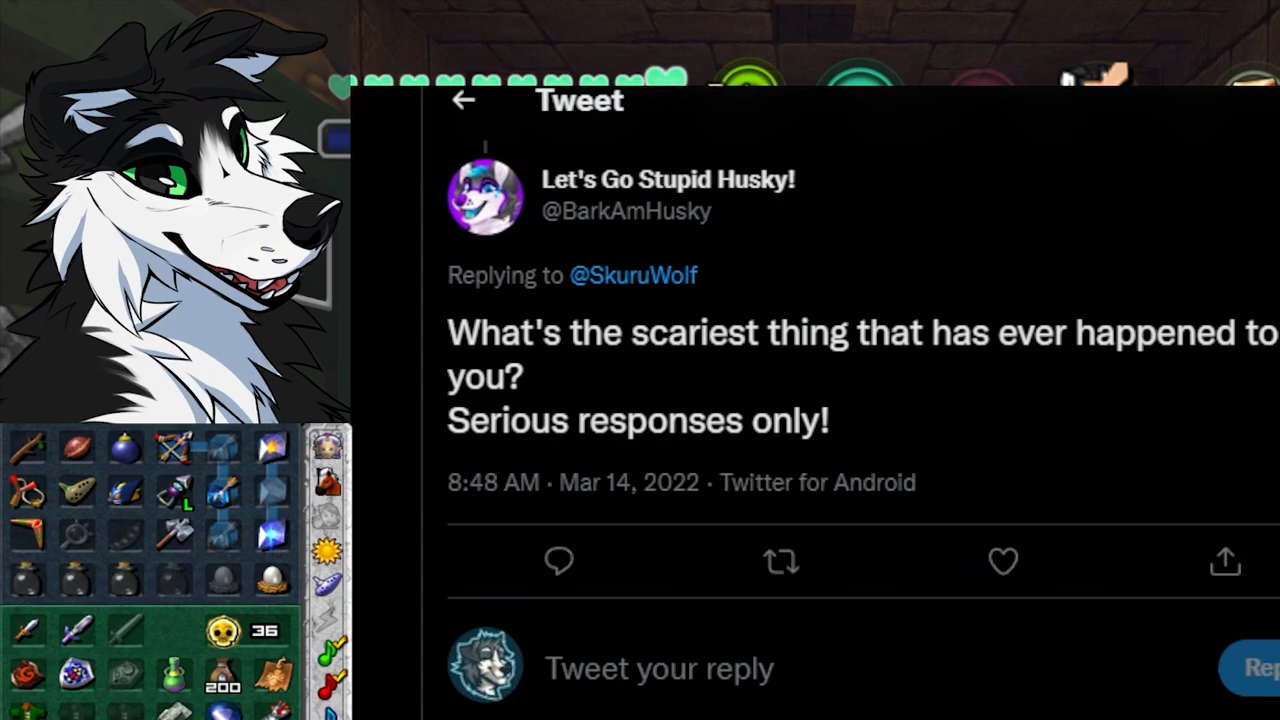 Tweet
Let's Go Stupid Husky!
@BarkAmHusky
Replying to @SkuruWolf
What's the scariest thing that has ever happened to
you?
Serious responses only!
8:48 AM · Mar 14, 2022 · Twitter for Android
Tweet your reply
Rep
L
36
200